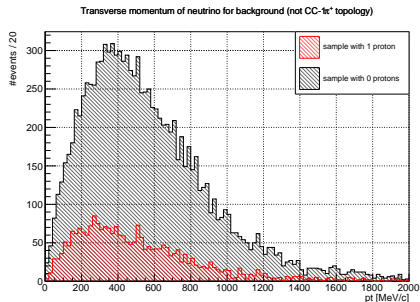 Transverse momentum of neutrino for background (not CC-1π⁺ topology)
#events / 20
sample with 1 proton
sample with 0 protons
300
250
200
150
100
50
0
0 200 400 600 800 1000 1200 1400 1600 1800 2000
pt [MeV/c]